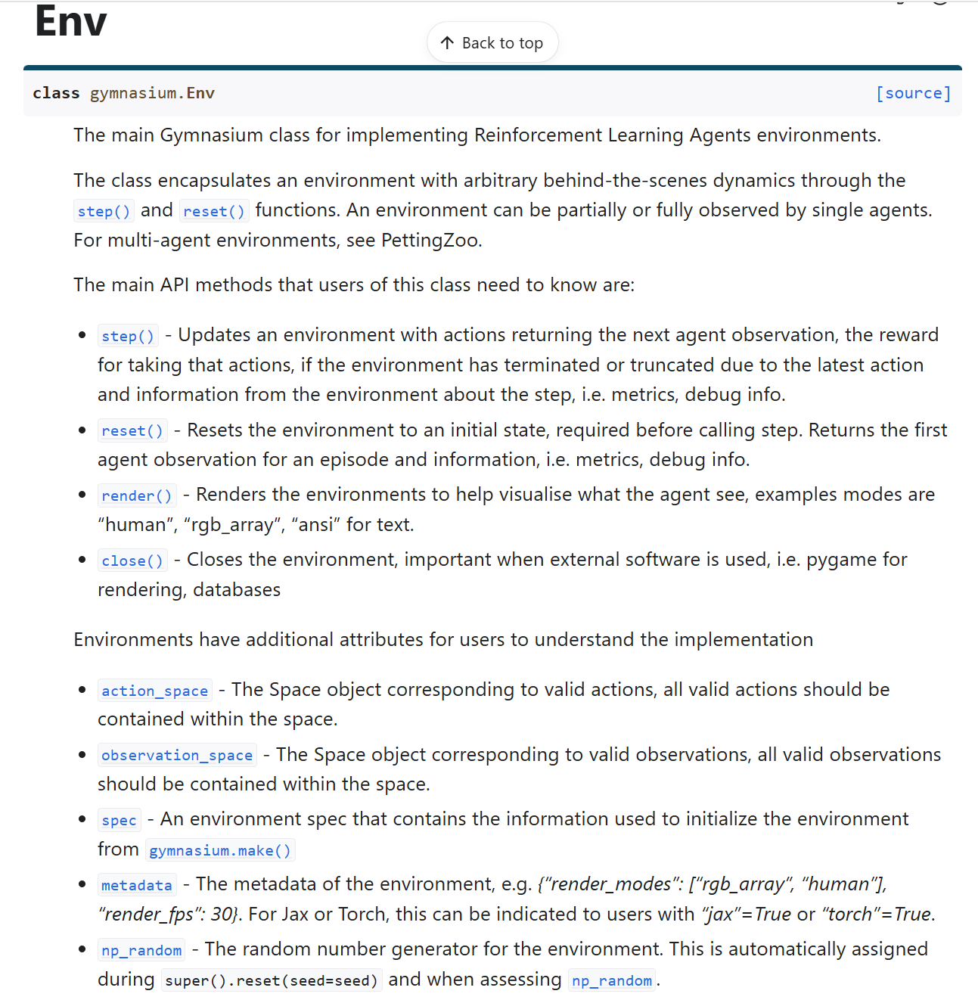 Env
↑ Back to top
class gymnasium.Env [source]
The main Gymnasium class for implementing Reinforcement Learning Agents environments.
The class encapsulates an environment with arbitrary behind-the-scenes dynamics through the
step() and reset() functions. An environment can be partially or fully observed by single agents.
For multi-agent environments, see PettingZoo.
The main API methods that users of this class need to know are:
• step() - Updates an environment with actions returning the next agent observation, the reward
for taking that actions, if the environment has terminated or truncated due to the latest action
and information from the environment about the step, i.e. metrics, debug info.
• reset() - Resets the environment to an initial state, required before calling step. Returns the first
agent observation for an episode and information, i.e. metrics, debug info.
• render() - Renders the environments to help visualise what the agent see, examples modes are
“human”, “rgb_array”, “ansi” for text.
• close() - Closes the environment, important when external software is used, i.e. pygame for
rendering, databases
Environments have additional attributes for users to understand the implementation
• action_space - The Space object corresponding to valid actions, all valid actions should be
contained within the space.
• observation_space - The Space object corresponding to valid observations, all valid observations
should be contained within the space.
• spec - An environment spec that contains the information used to initialize the environment
from gymnasium.make()
• metadata - The metadata of the environment, e.g. {“render_modes”: [“rgb_array”, “human”],
“render_fps”: 30}. For Jax or Torch, this can be indicated to users with “jax”=True or “torch”=True.
• np_random - The random number generator for the environment. This is automatically assigned
during super().reset(seed=seed) and when assessing np_random.